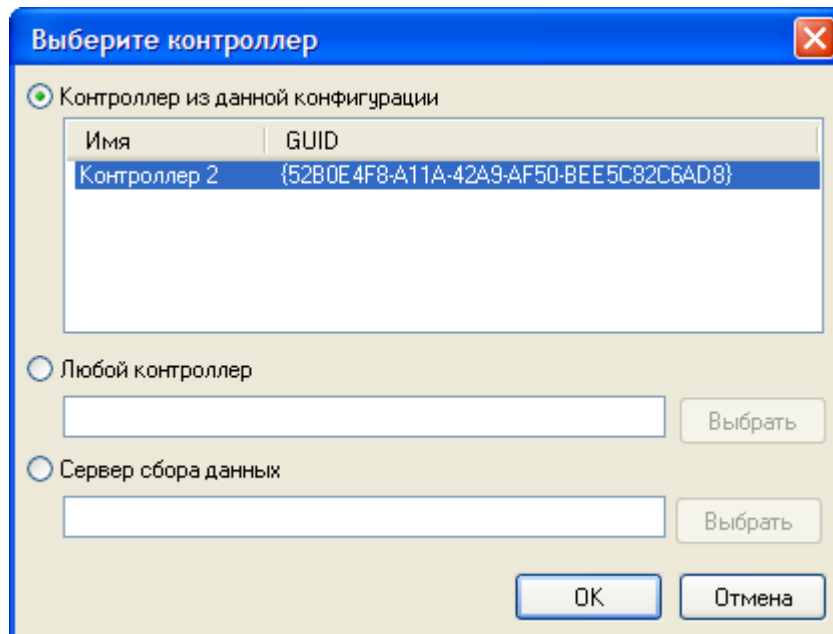 Выберите контроллер
Контроллер из данной конфигурации
Имя GUID
Контроллер 2 {52B0E4F8-A11A-42A9-AF50-BEE5C82C6AD8}
Любой контроллер
Выбрать
Сервер сбора данных
Выбрать
OK Отмена